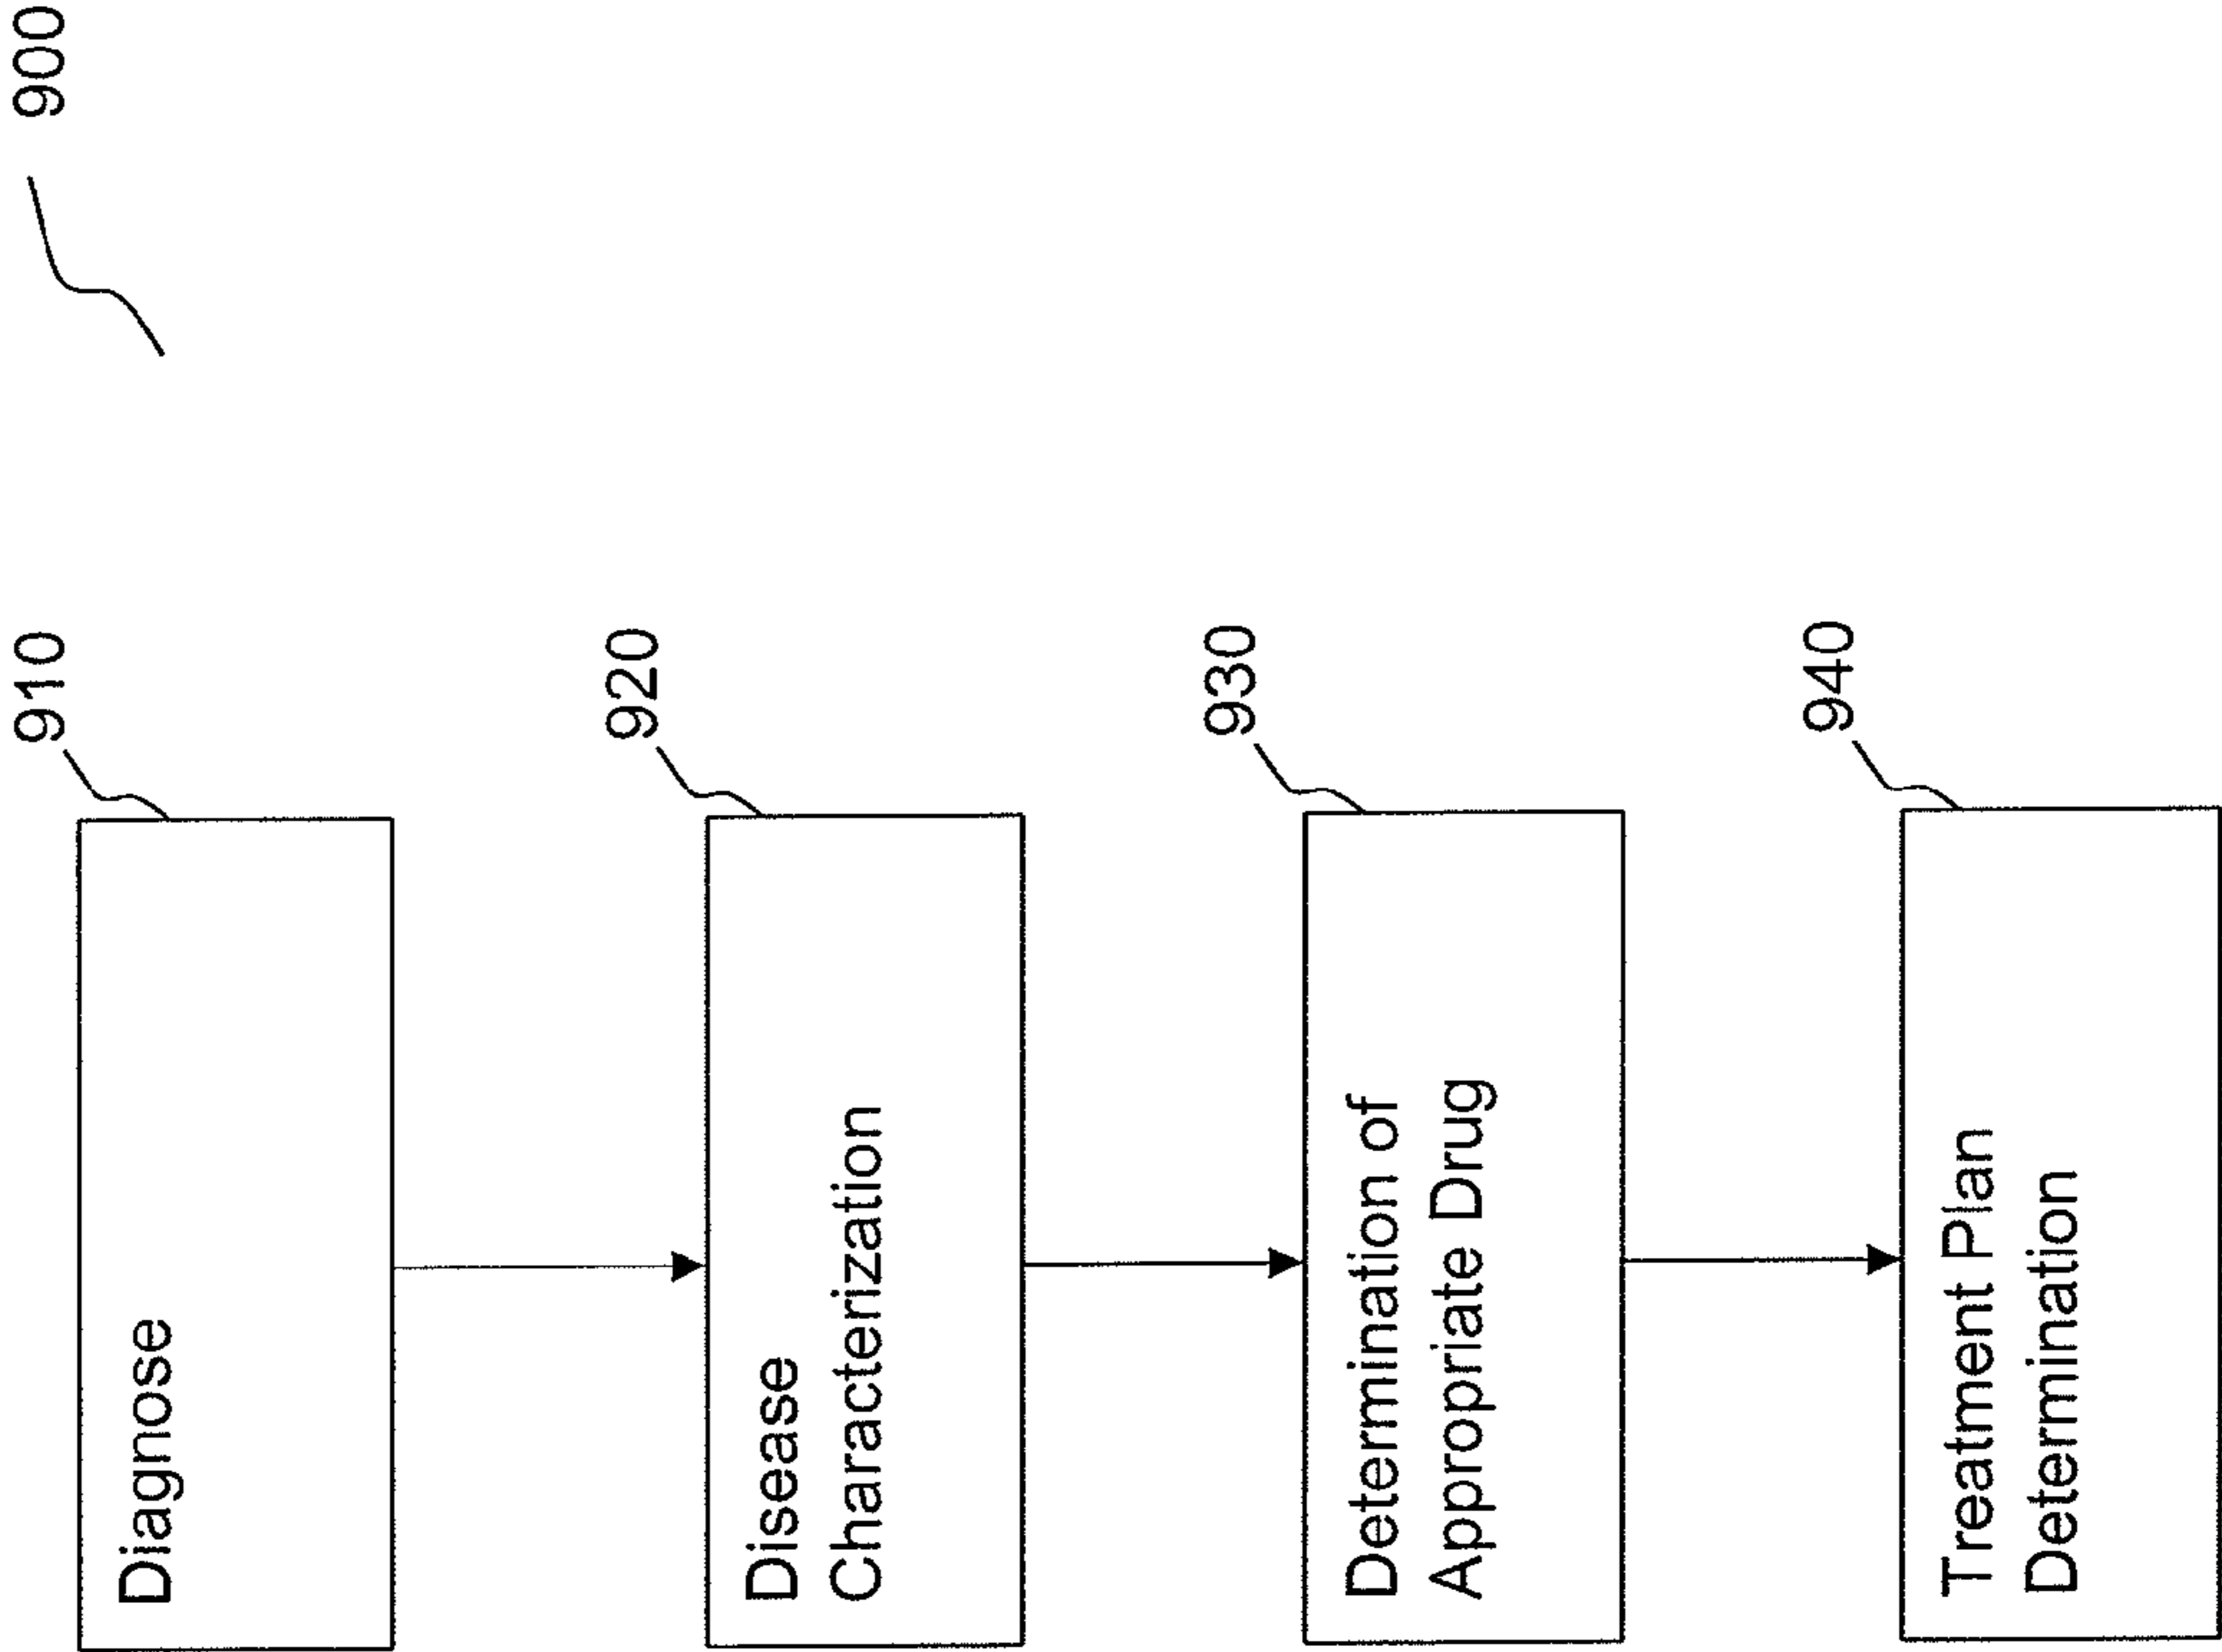 900
910
Diagnose
920
Disease
Characterization
930
Determination of
Appropriate Drug
940
Treatment Plan
Determination